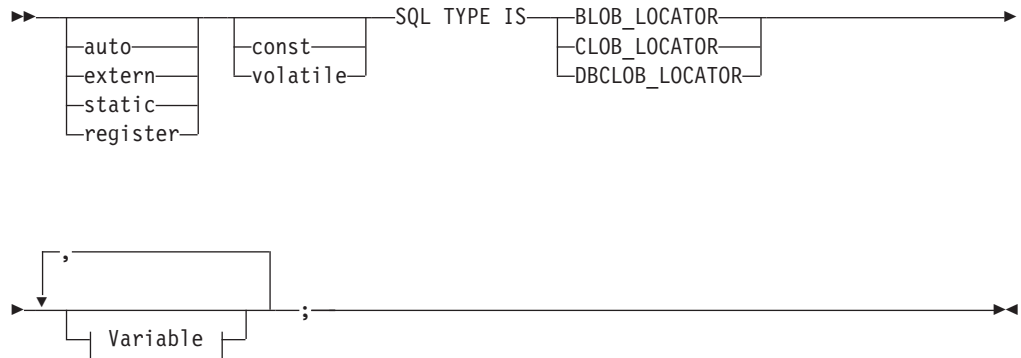 SQL TYPE IS BLOB_LOCATOR
auto const CLOB_LOCATOR
extern volatile DBCLOB_LOCATOR
static
register
,
;
Variable